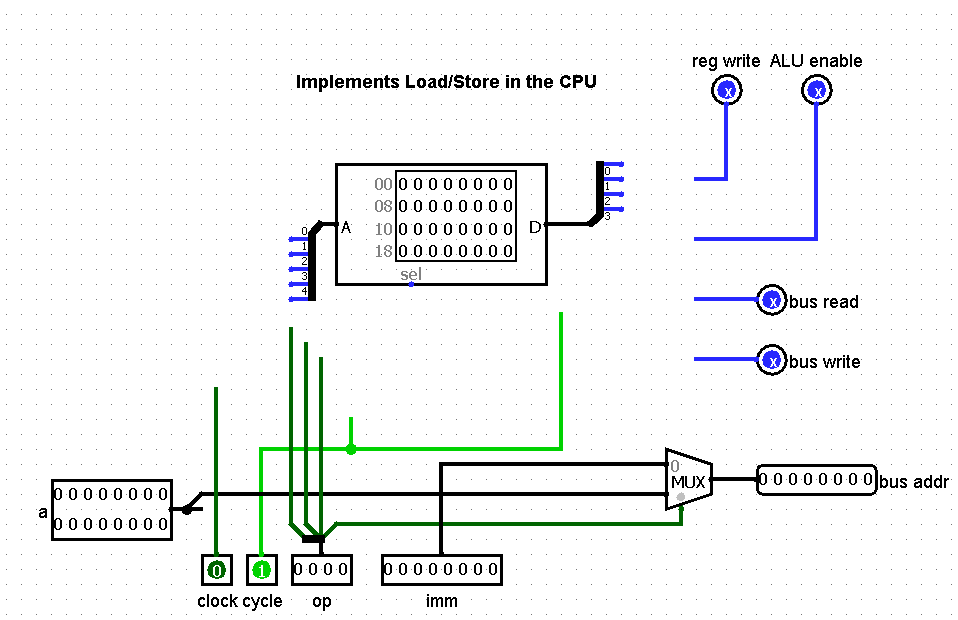 reg write ALU enable
Implements Load/Store in the CPU
x x
00 0 0 0 0 0 0 0 0
08 0 0 0 0 0 0 0 0
10 0 0 0 0 0 0 0 0
18 0 0 0 0 0 0 0 0
A
D
sel
0
1
2
3
4
0
1
2
3
x bus read
x bus write
0
MUX
0 0 0 0 0 0 0 0 bus addr
a
0 0 0 0 0 0 0 0
0 0 0 0 0 0 0 0
0 1 0 0 0 0 0 0 0 0 0 0 0 0
clock cycle op imm